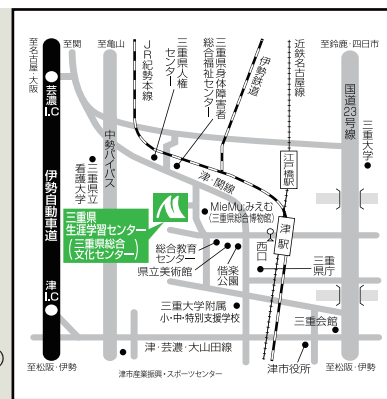 至名古屋・大阪
至関
至亀山
至鈴鹿・四日市
芸濃I.C
伊勢自動車道
津I.C
至松阪・伊勢
中勢バイパス
三重県立
看護大学
JR紀勢本線
三重県人権
センター
三重県身体障害者
総合福祉センター
伊勢鉄道
近鉄名古屋線
国道23号線
三重大学
江戸橋駅
津・関線
MieMu:みえむ
(三重県総合博物館)
三重県
生涯学習センター
(三重県総合
文化センター)
総合教育
センター
県立美術館
偕楽
公園
西口
津駅
三重
県庁
三重大学附属
小・中・特別支援学校
三重会館
津・芸濃・大山田線
津市産業振興・スポーツセンター
津市役所
至松阪・伊勢
)